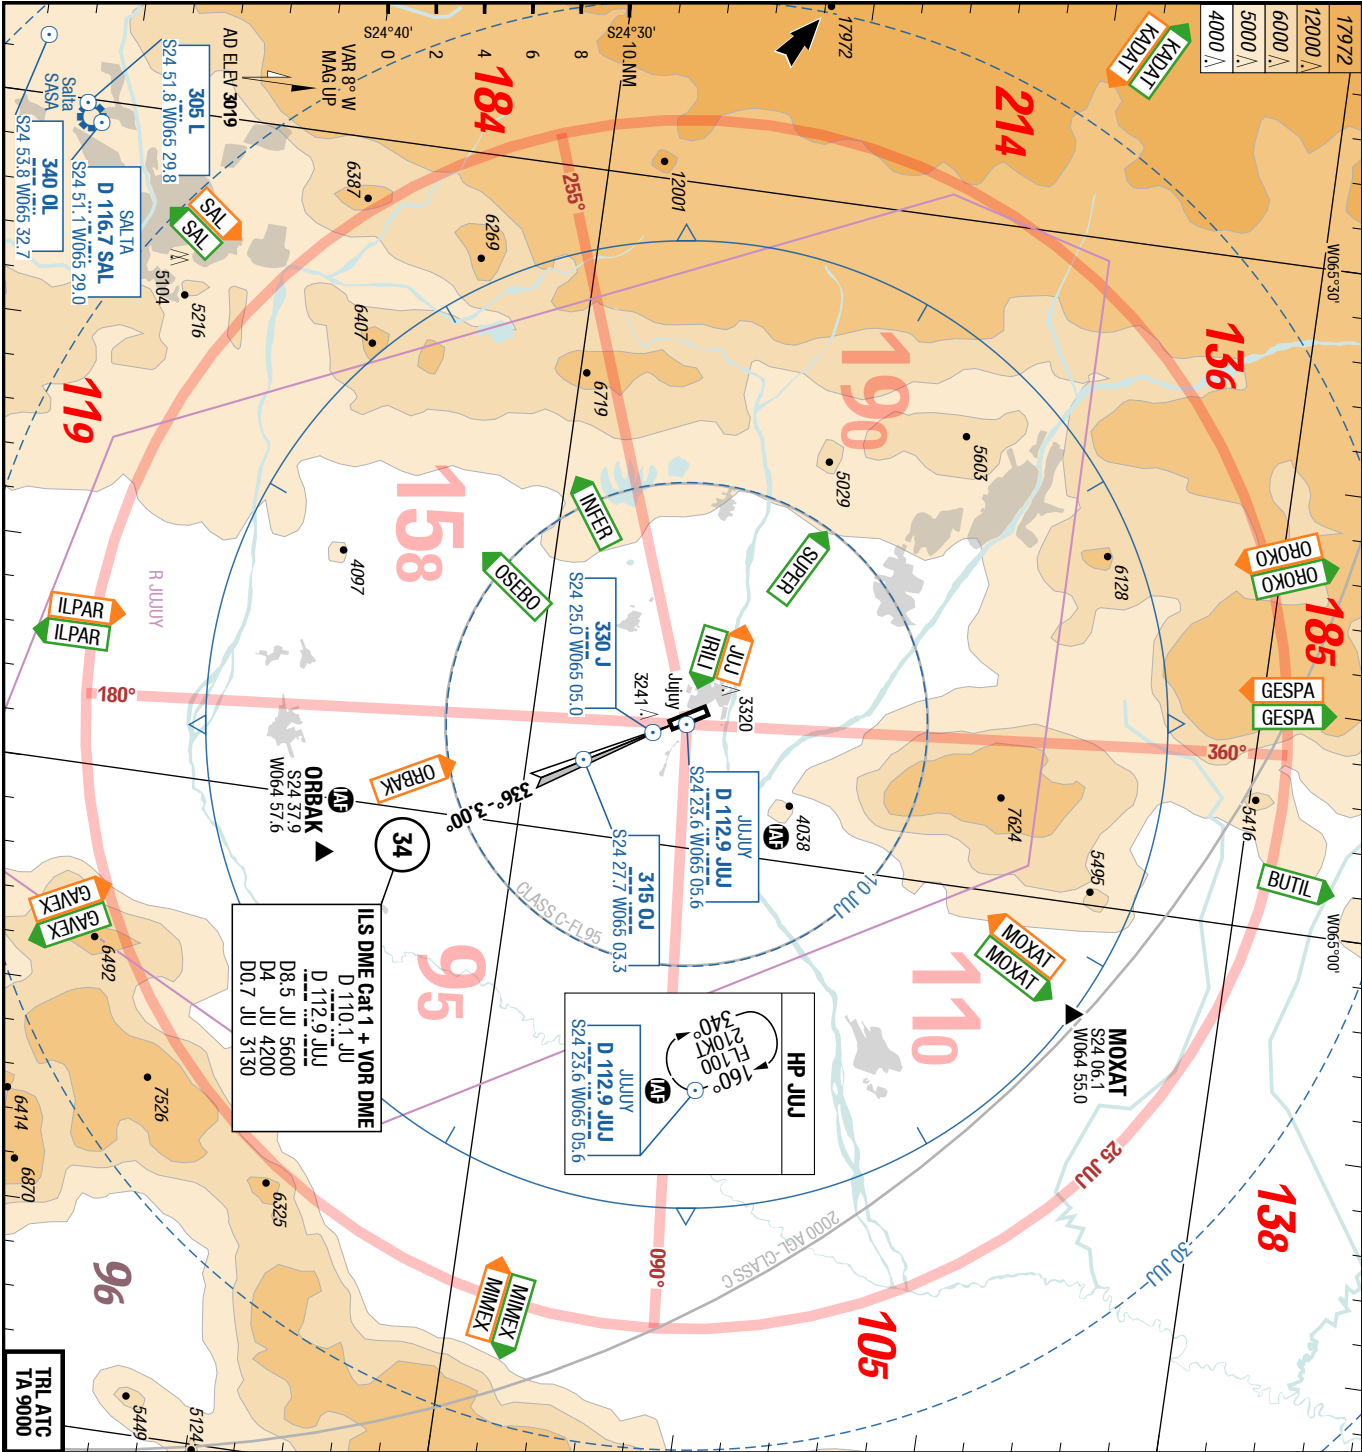 17972
12000
6000
5000
4000
KADAT
KADAT
17972
S24°30'
10 NM
8
6
4
2
0
S24°40'
VAR 8° W
MAG UP
AD ELEV 3019
305 L
S24 51.8 W065 29.8
Salta
SASA
340 OL
S24 53.8 W065 32.7
SALTA
D 116.7 SAL
S24 51.1 W065 29.0
SAL
SAL
5104
5216
184
214
136
185
119
190
158
95
110
138
105
96
255°
12001
6387
6269
6407
6719
5603
5029
6128
4097
W065°30'
OROKO
OROKO
GESPA
GESPA
360°
5416
BUTIL
W065°00'
INFER
OSEBO
SUPER
JUJ
IRILI
3320
Jujuy
3241
330 J
S24 25.0 W065 05.0
R JUJUY
ILPAR
ILPAR
180°
ORBAK
336°-3.00°
IAF
ORBAK
S24 37.9
W064 57.6
34
JUJUY
D 112.9 JUJ
S24 23.6 W065 05.6
IAF
4038
315 OJ
S24 27.7 W065 03.3
CLASS C-FL95
10 JUJ
7624
5495
MOXAT
MOXAT
MOXAT
S24 06.1
W064 55.0
GAVEX
GAVEX
6492
ILS DME Cat 1 + VOR DME
D 110.1 JU
D 112.9 JUJ
D8.5 JU 5600
D4 JU 4200
D0.7 JU 3130
HP JUJ
340°
210KT
FL100
160°
IAF
JUJUY
D 112.9 JUJ
S24 23.6 W065 05.6
25 JUJ
30 JUJ
2000 AGL-CLASS C
090°
MIMEX
MIMEX
7526
6414
6870
6325
5449
5124
TRL ATC
TA 9000